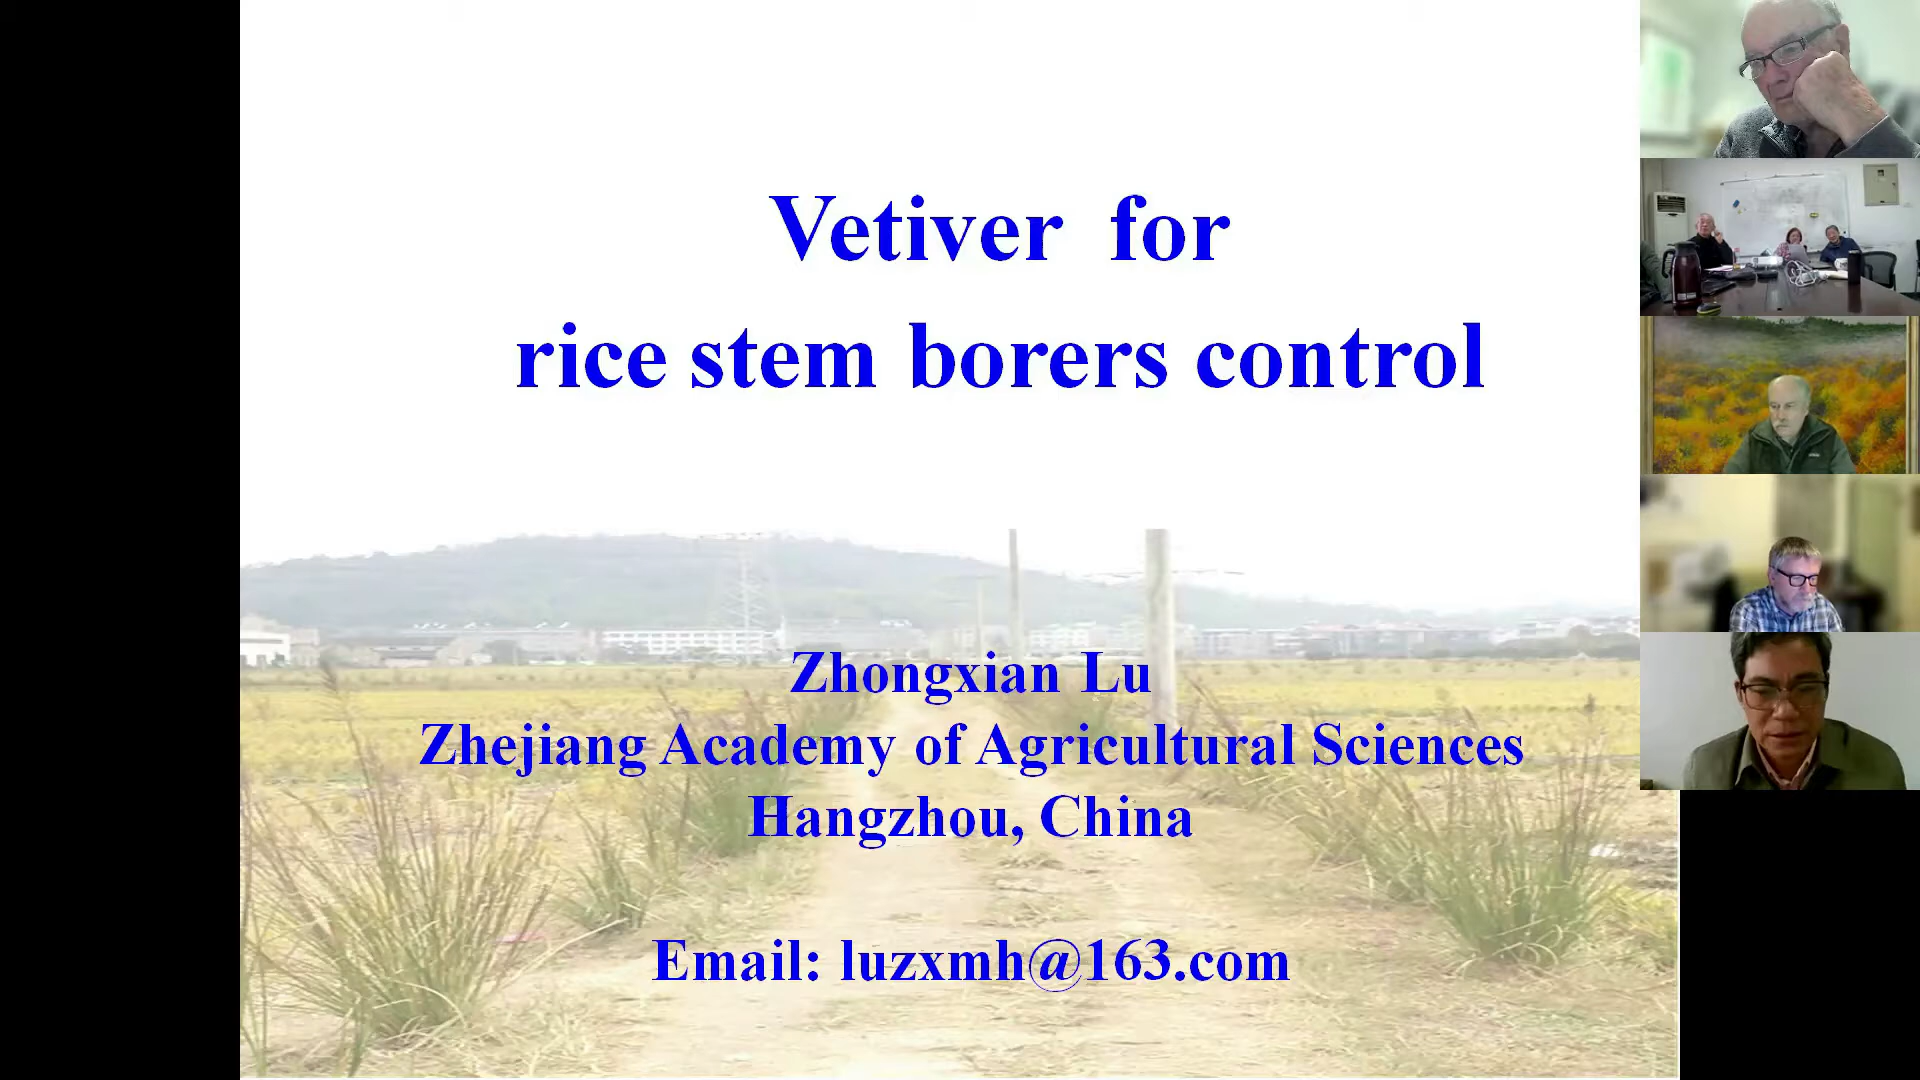 Vetiver for
rice stem borers control
Zhongxian Lu
Zhejiang Academy of Agricultural Sciences
Hangzhou, China
Email: luzxmh@163.com